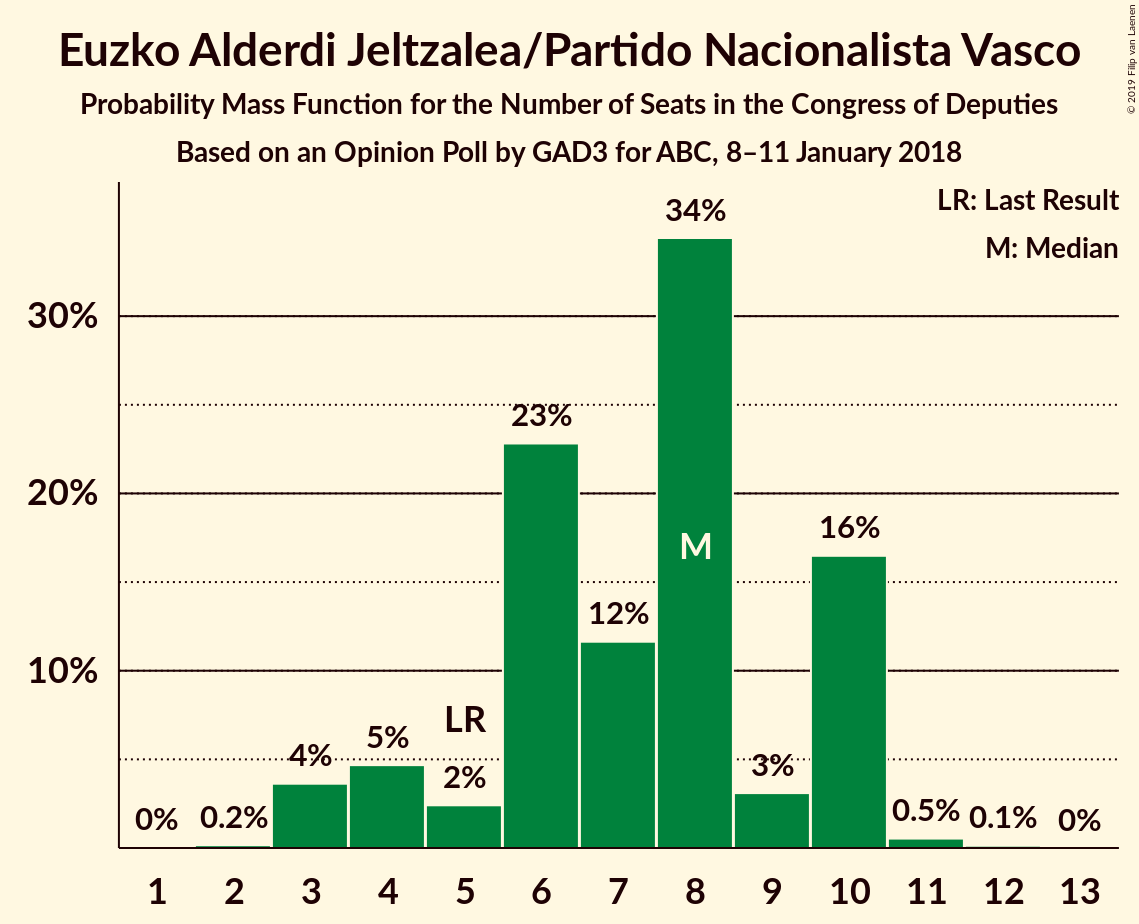 Euzko Alderdi Jeltzalea/Partido Nacionalista Vasco
Probability Mass Function for the Number of Seats in the Congress of Deputies
Based on an Opinion Poll by GAD3 for ABC, 8–11 January 2018
© 2019 Filip van Laenen
LR: Last Result
M: Median
34%
30%
23%
20%
16%
M
12%
10%
LR
5%
4%
3%
2%
0%
0.2%
0.5%
0.1%
0%
1 2 3 4 5 6 7 8 9 10 11 12 13